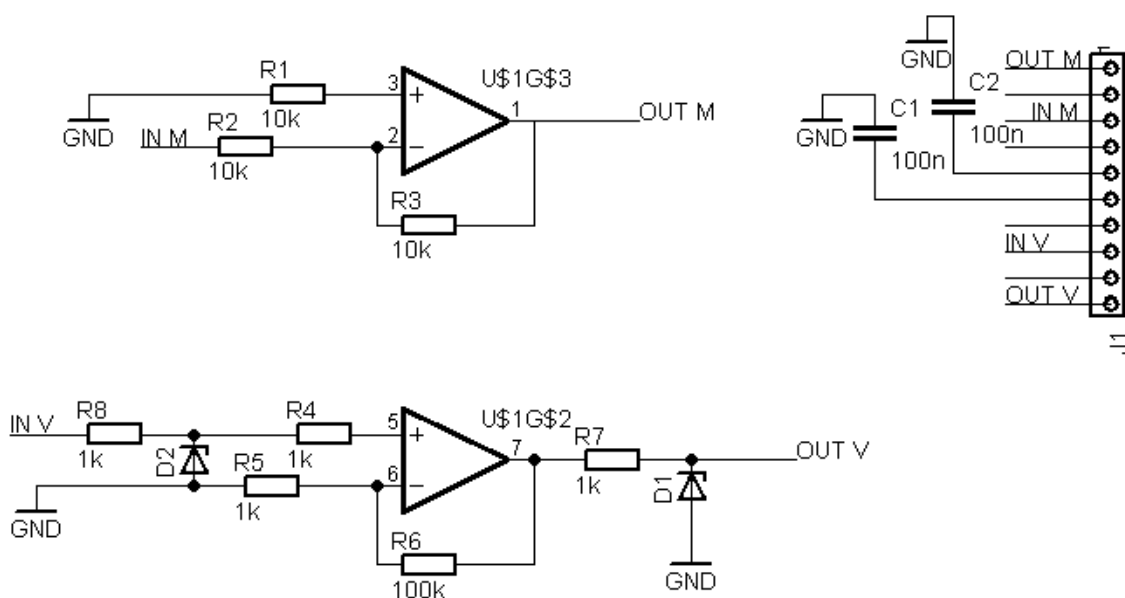 R1
3
+
10k
GND
IN M
R2
10k
2
−
U$1G$3
1
OUT M
R3
10k
GND
GND
C1
100n
C2
100n
1
OUT M
IN M
IN V
OUT V
J1
IN V
R8
1k
D2
GND
R4
1k
R5
1k
5
+
6
−
U$1G$2
7
R6
100k
R7
1k
D1
GND
OUT V